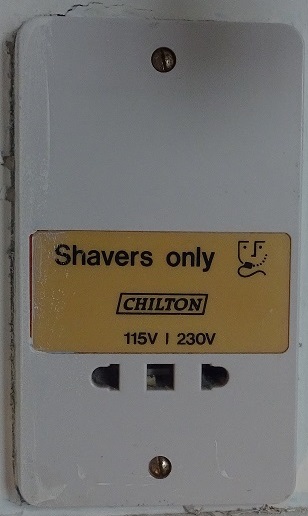 Shavers only
CHILTON
115V | 230V